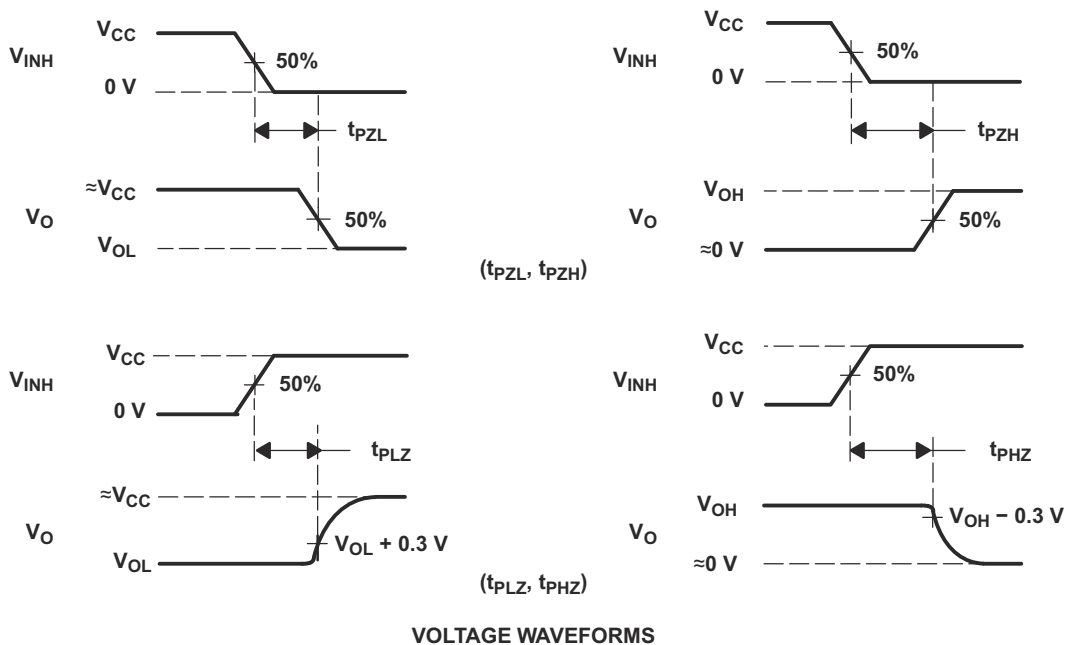 VCC
VINH
50%
0 V
tPZL
≈VCC
VO
50%
VOL
VCC
VINH
50%
0 V
tPZH
VOH
VO
50%
≈0 V
(tPZL, tPZH)
VCC
VINH
50%
0 V
tPLZ
≈VCC
VO
VOL + 0.3 V
VOL
VCC
VINH
50%
0 V
tPHZ
VOH
VOH − 0.3 V
VO
≈0 V
(tPLZ, tPHZ)
VOLTAGE WAVEFORMS